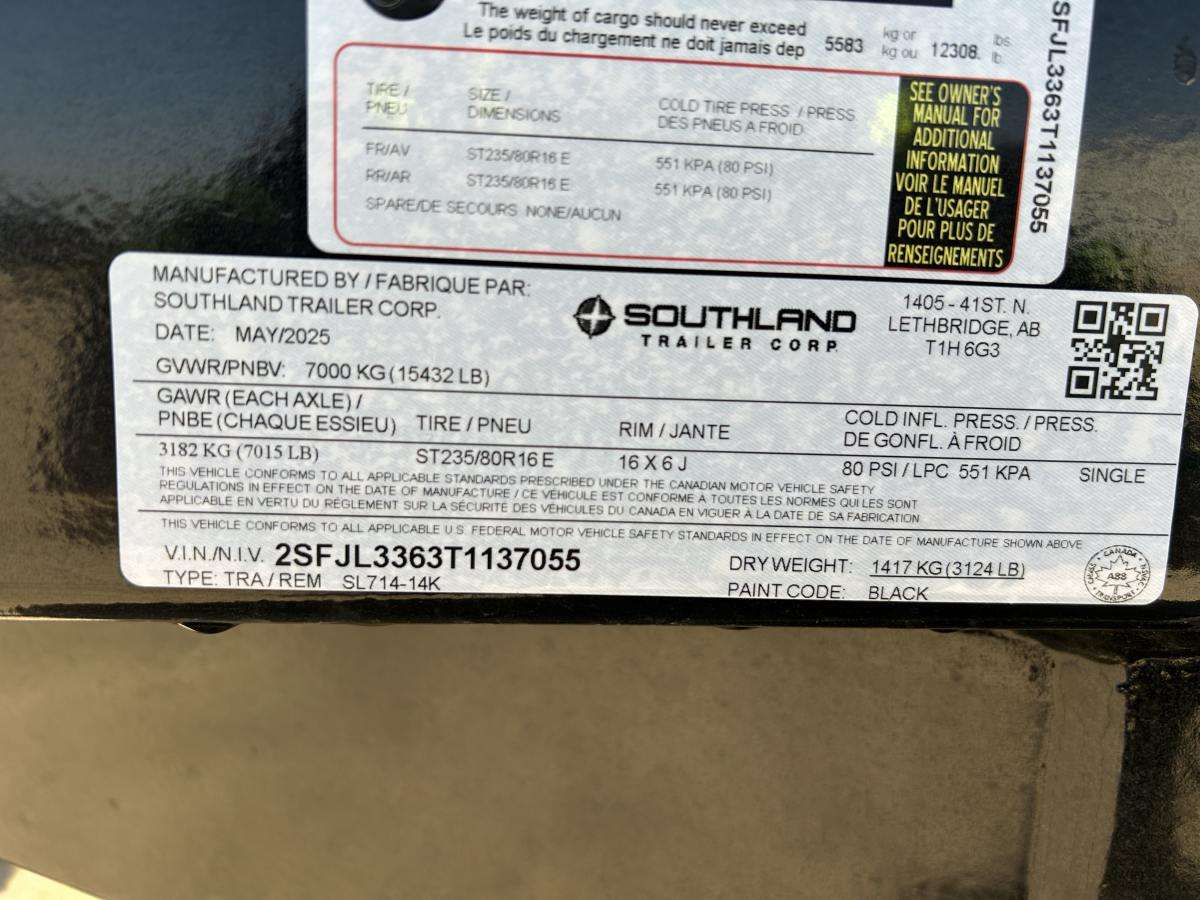 The weight of cargo should never exceed
Le poids du chargement ne doit jamais dep 5583 kg or kg ou 12308. lbs. lb
TIRE / PNEU SIZE / DIMENSIONS COLD TIRE PRESS. / PRESS. DES PNEUS A FROID
FR/AV ST235/80R16 E 551 KPA (80 PSI)
RR/AR ST235/80R16 E 551 KPA (80 PSI)
SPARE/DE SECOURS NONE/AUCUN
SEE OWNER'S
MANUAL FOR
ADDITIONAL
INFORMATION
VOIR LE MANUEL
DE L'USAGER
POUR PLUS DE
RENSEIGNEMENTS
SFJL3363T1137055
MANUFACTURED BY / FABRIQUE PAR:
SOUTHLAND TRAILER CORP.
DATE: MAY/2025
GVWR/PNBV: 7000 KG (15432 LB)
SOUTHLAND
TRAILER CORP.
1405 - 41ST. N.
LETHBRIDGE, AB
T1H 6G3
GAWR (EACH AXLE) /
PNBE (CHAQUE ESSIEU) TIRE / PNEU RIM / JANTE COLD INFL. PRESS. / PRESS.
DE GONFL. À FROID
3182 KG (7015 LB) ST235/80R16 E 16 X 6 J 80 PSI / LPC 551 KPA SINGLE
THIS VEHICLE CONFORMS TO ALL APPLICABLE STANDARDS PRESCRIBED UNDER THE CANADIAN MOTOR VEHICLE SAFETY
REGULATIONS IN EFFECT ON THE DATE OF MANUFACTURE / CE VEHICULE EST CONFORME À TOUTES LES NORMES QUI LES SONT
APPLICABLE EN VERTU DU RÉGLEMENT SUR LA SÉCURITÉ DES VÉHICULES DU CANADA EN VIGUER À LA DATE DE SA FABRICATION
THIS VEHICLE CONFORMS TO ALL APPLICABLE U.S. FEDERAL MOTOR VEHICLE SAFETY STANDARDS IN EFFECT ON THE DATE OF MANUFACTURE SHOWN ABOVE
V.I.N./N.I.V. 2SFJL3363T1137055 DRY WEIGHT: 1417 KG (3124 LB)
TYPE: TRA / REM SL714-14K PAINT CODE: BLACK
CANADA
TRANSPORT